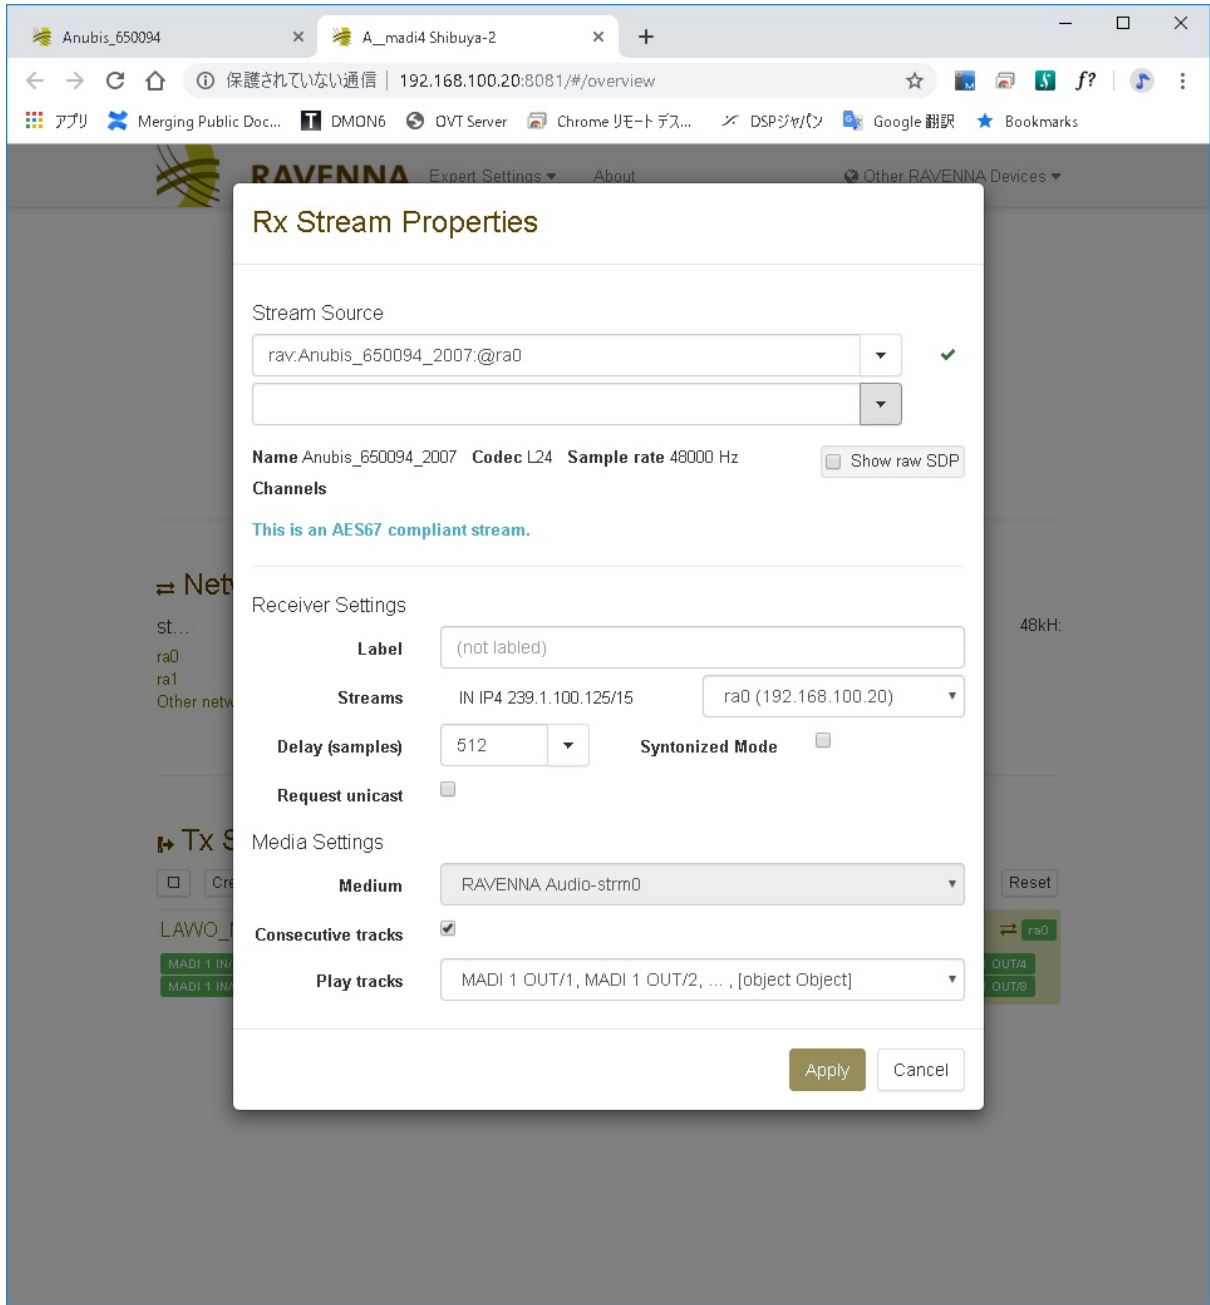 Anubis_650094
A__madi4 Shibuya-2
保護されていない通信 | 192.168.100.20:8081/#/overview
f?
アプリ Merging Public Doc... DMON6 OVT Server Chrome リモート デス... DSPジャパン Google 翻訳 Bookmarks
RAVENNA Expert Settings About Other RAVENNA Devices
Rx Stream Properties
Stream Source
rav:Anubis_650094_2007:@ra0
Name Anubis_650094_2007 Codec L24 Sample rate 48000 Hz
Show raw SDP
Channels
This is an AES67 compliant stream.
Net
Receiver Settings
st...
48kH:
Label (not labled)
ra0
ra1
Other netw
Streams IN IP4 239.1.100.125/15 ra0 (192.168.100.20)
Delay (samples) 512 Syntonized Mode
Request unicast
Tx S
Media Settings
Cre
Medium RAVENNA Audio-strm0
Reset
LAWO_
Consecutive tracks
ra0
MADI 1 IN/
OUT/4
Play tracks MADI 1 OUT/1, MADI 1 OUT/2, ... , [object Object]
MADI 1 IN/
OUT/8
Apply Cancel